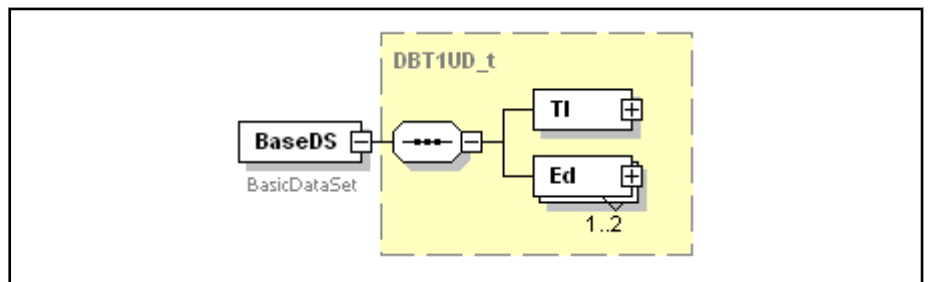 DBT1UD_t
TI
BaseDS
Ed
BasicDataSet
1..2